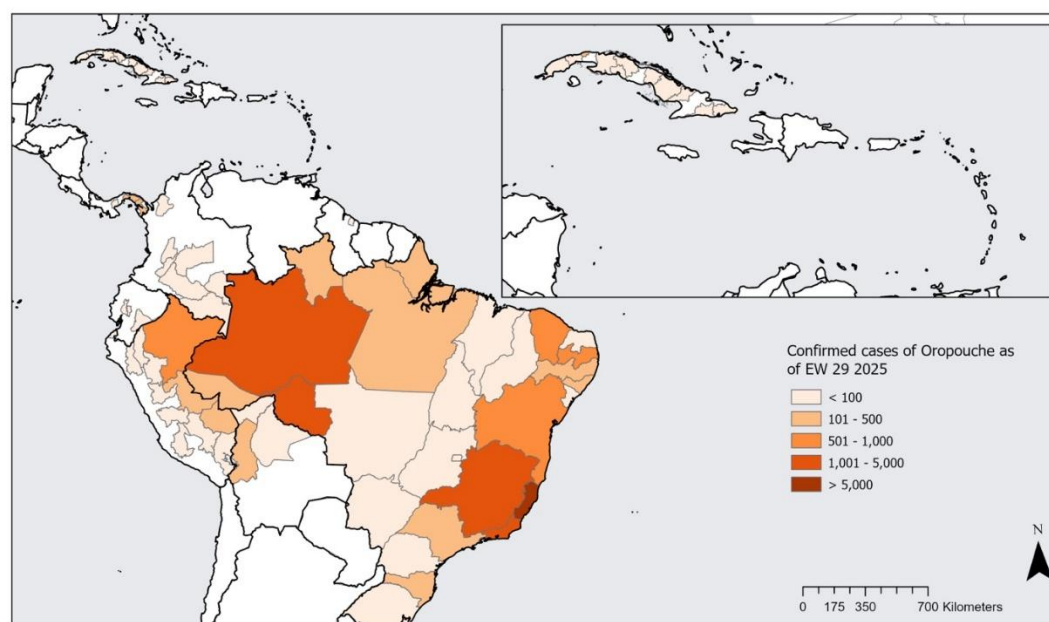 Confirmed cases of Oropouche as
of EW 29 2025
< 100
101 - 500
501 - 1,000
1,001 - 5,000
> 5,000
N
0 175 350 700 Kilometers